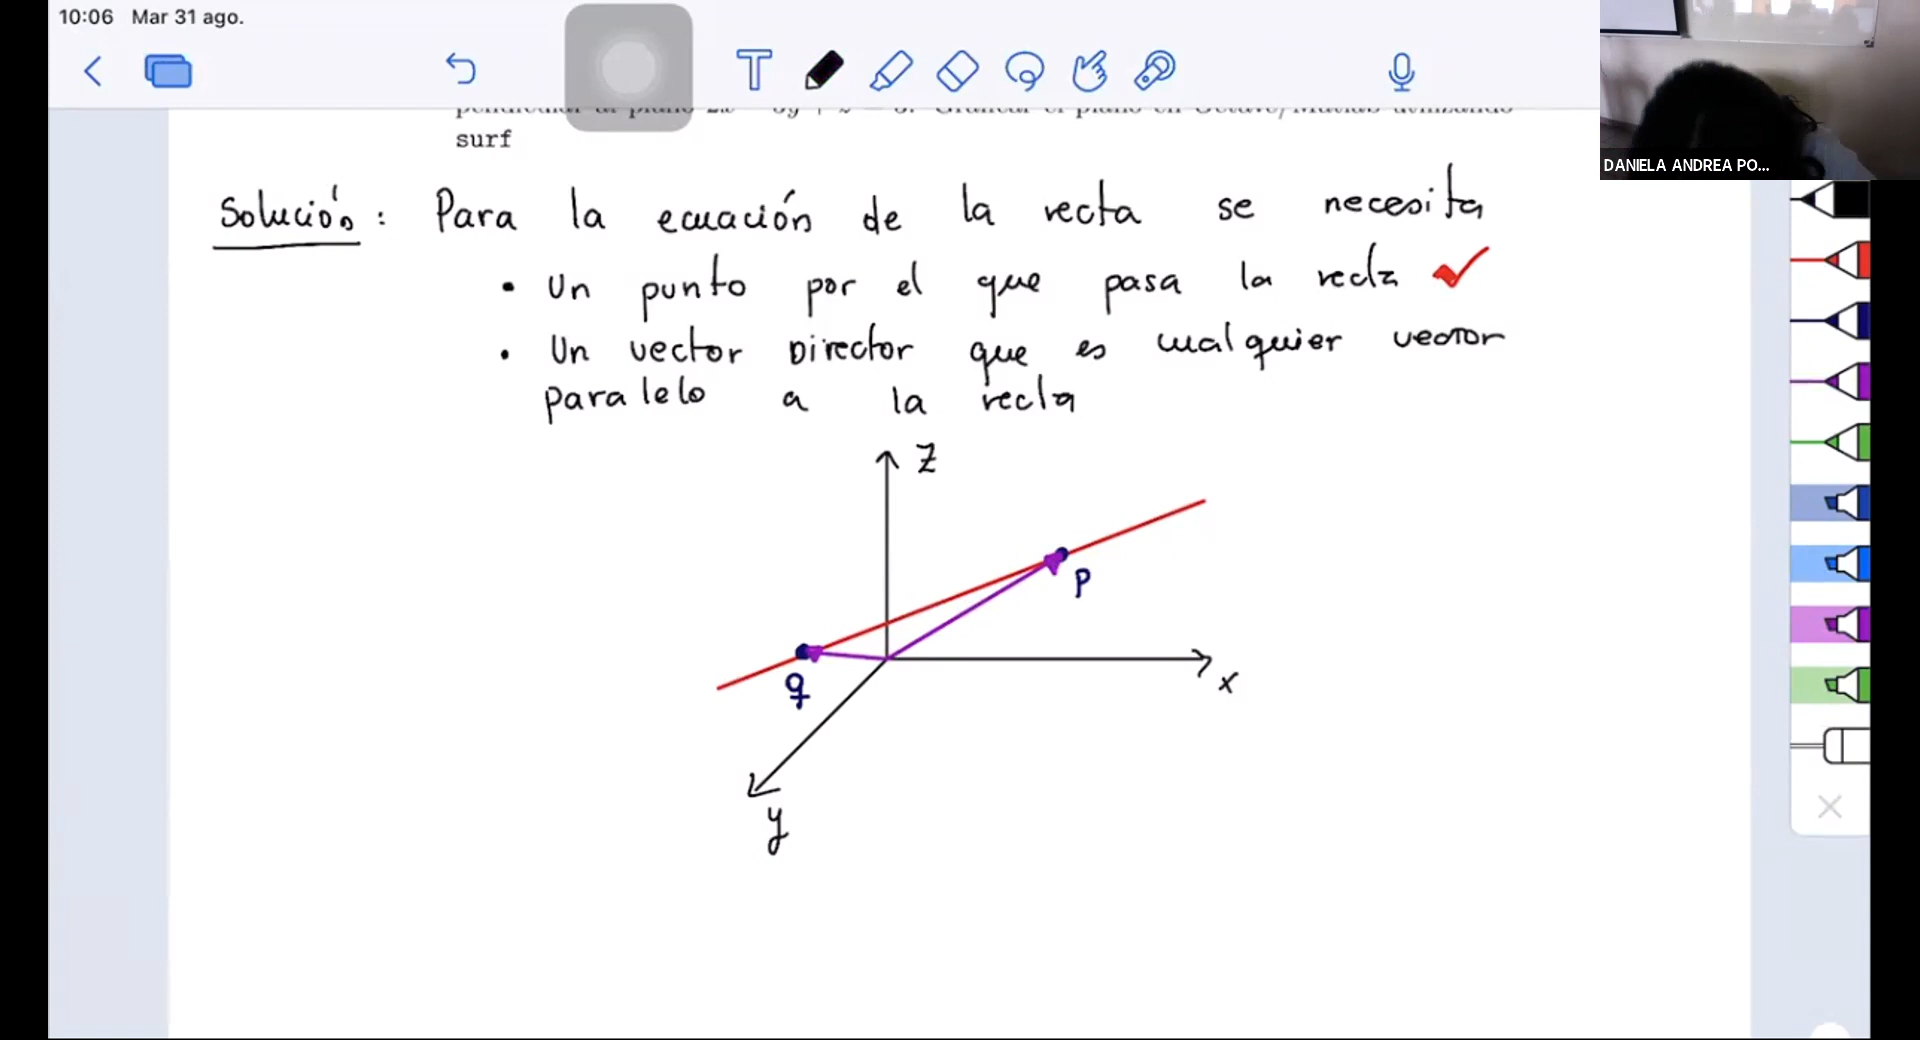 10:06 Mar 31 ago.
DANIELA ANDREA PO...
surf
Solución: Para la ecuación de la recta se necesita
• Un punto por el que pasa la recta ✓
• Un vector Director que es cualquier vector
paralelo a la recta
Z
p
q
x
y